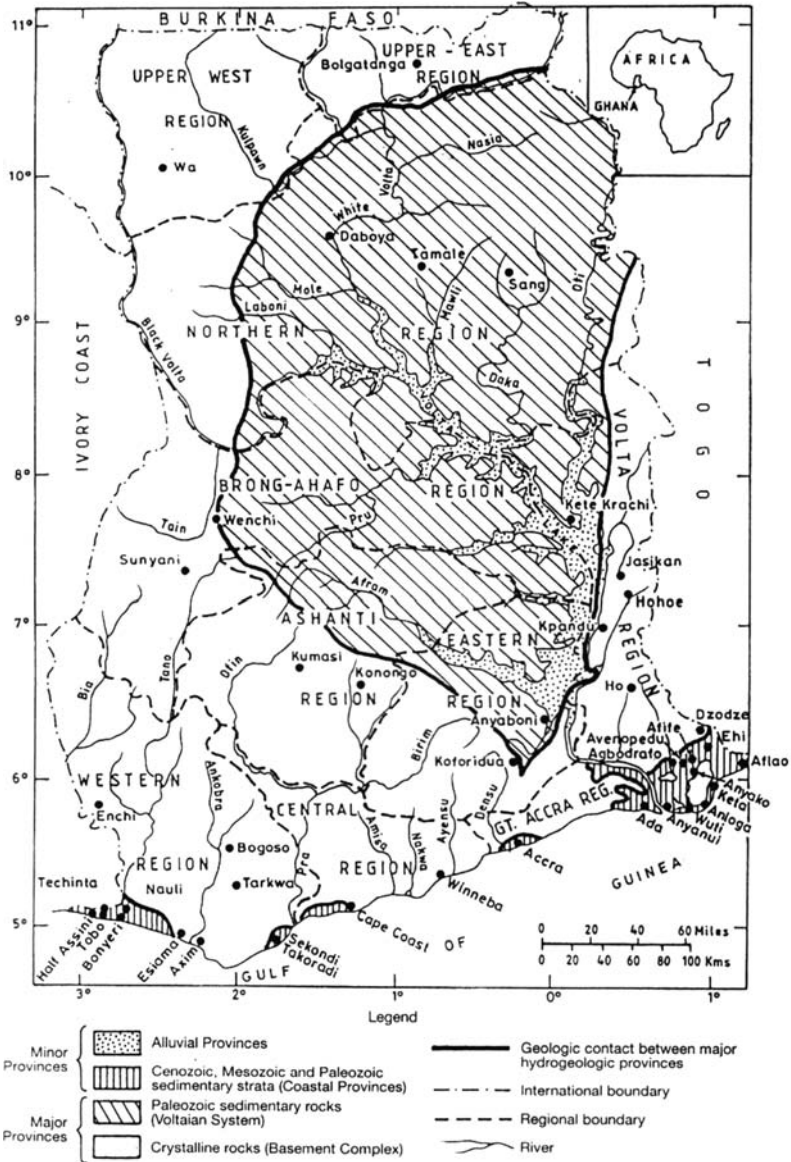 BURKINA FASO
11°
10°
9°
8°
7°
6°
5°
UPPER WEST
REGION
Kulpawn
Wa
Bolgatanga
UPPER-EAST
REGION
AFRICA
GHANA
Nasia
White
Volta
Daboya
Tamale
Sang
Oti
Mole
Laboni
Nawli
NORTHERN
REGION
Black Volta
Daka
IVORY COAST
TOGO
VOLTA
REGION
BRONG-AHAFO
REGION
Kete Krachi
Tain
Wenchi
Pru
Sunyani
Jasikan
Hohoe
Afram
ASHANTI
EASTERN
Kpandu
Bia
Tano
Ofin
Kumasi
Konongo
REGION
REGION
Ho
Anyaboni
Dzodze
Afife
Ehi
Avenopedu
Agbodrafo
Aflao
Birim
Koforidua
Anyako
Keta
Anloga
Wuti
Anyanui
Ada
WESTERN
Ankobra
CENTRAL
GT. ACCRA REG.
Enchi
Amisa
Nakwa
Ayensu
Densu
Bogoso
Pra
REGION
REGION
Accra
Techinta
Nauli
Tarkwa
Winneba
Half Assini
Tobo
Bonyeri
Esiama
Axim
Sekondi
Takoradi
Cape Coast
GULF OF GUINEA
0 20 40 60 Miles
0 20 40 60 80 100 Kms
3° 2° 1° 0° 1°
Legend
Minor Provinces
Alluvial Provinces
Cenozoic, Mesozoic and Paleozoic
sedimentary strata (Coastal Provinces)
Major Provinces
Paleozoic sedimentary rocks
(Voltaian System)
Crystalline rocks (Basement Complex)
Geologic contact between major
hydrogeologic provinces
International boundary
Regional boundary
River